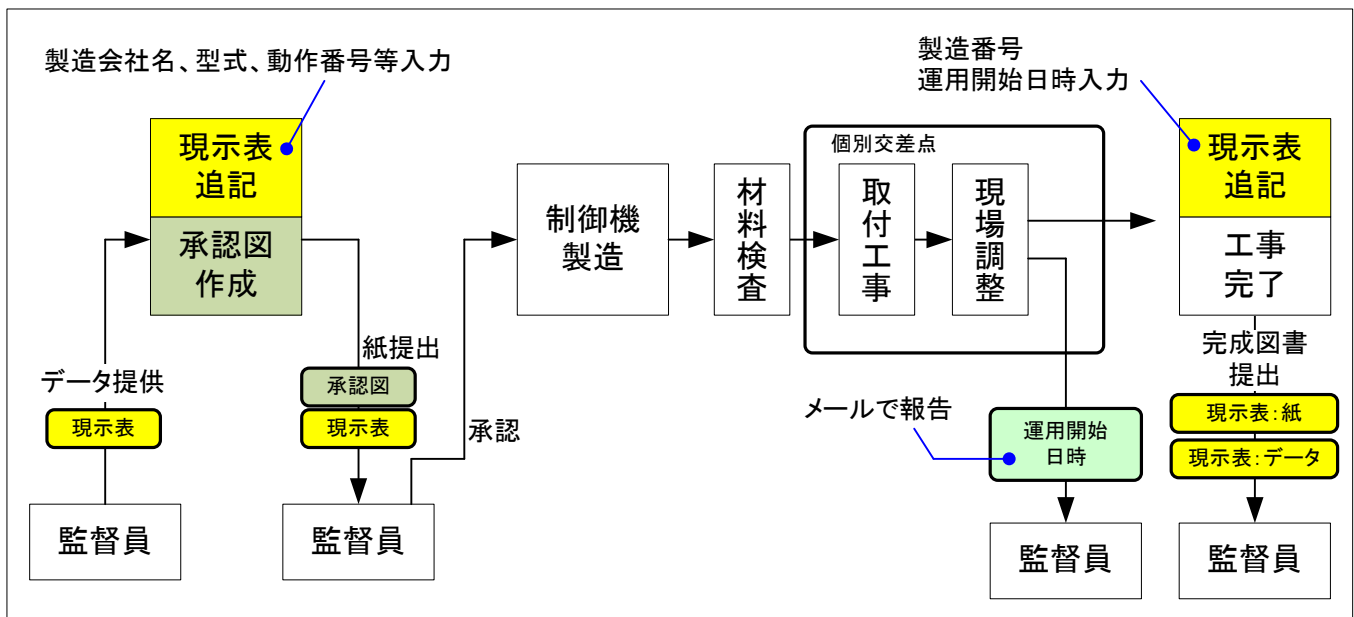 製造会社名、型式、動作番号等入力
製造番号
運用開始日時入力
現示表
追記
承認図
作成
制御機
製造
材料検査
個別交差点
取付工事
現場調整
現示表
追記
工事
完了
データ提供
現示表
紙提出
承認図
現示表
承認
メールで報告
運用開始
日時
完成図書
提出
現示表：紙
現示表：データ
監督員
監督員
監督員
監督員